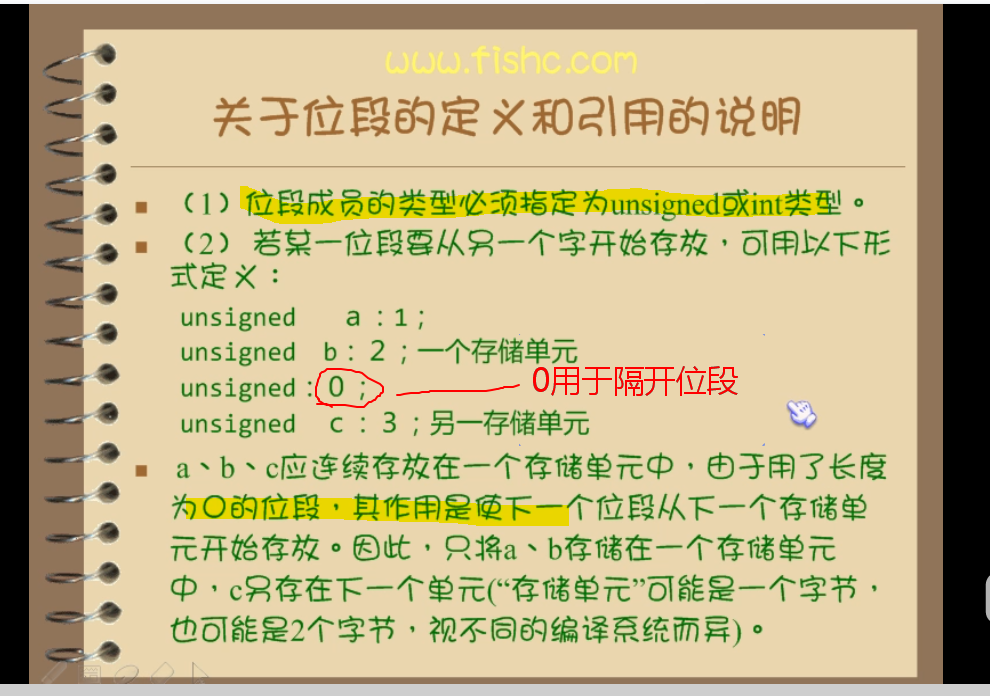 www.fishc.com
关于位段的定义和引用的说明
（1）位段成员的类型必须指定为unsigned或int类型。
（2） 若某一位段要从另一个字开始存放，可用以下形
式定义：
unsigned a : 1 ;
unsigned b : 2 ; 一个存储单元
unsigned : 0 ; 0用于隔开位段
unsigned c : 3 ; 另一存储单元
a、b、c应连续存放在一个存储单元中，由于用了长度
为0的位段，其作用是使下一个位段从下一个存储单
元开始存放。因此，只将a、b存储在一个存储单元
中，c另存在下一个单元(“存储单元”可能是一个字节，
也可能是2个字节，视不同的编译系统而异)。